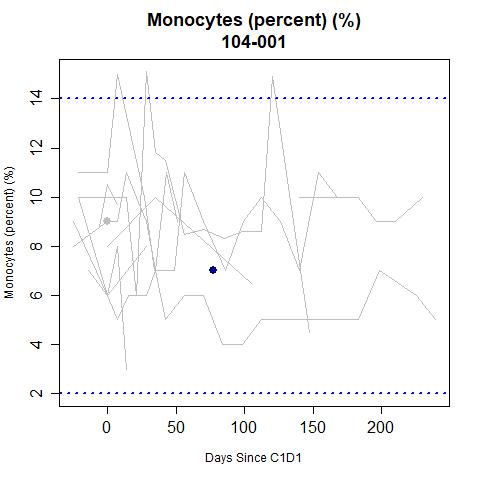 Monocytes (percent) (%)
104-001
Monocytes (percent) (%)
14
12
10
8
6
4
2
0 50 100 150 200
Days Since C1D1